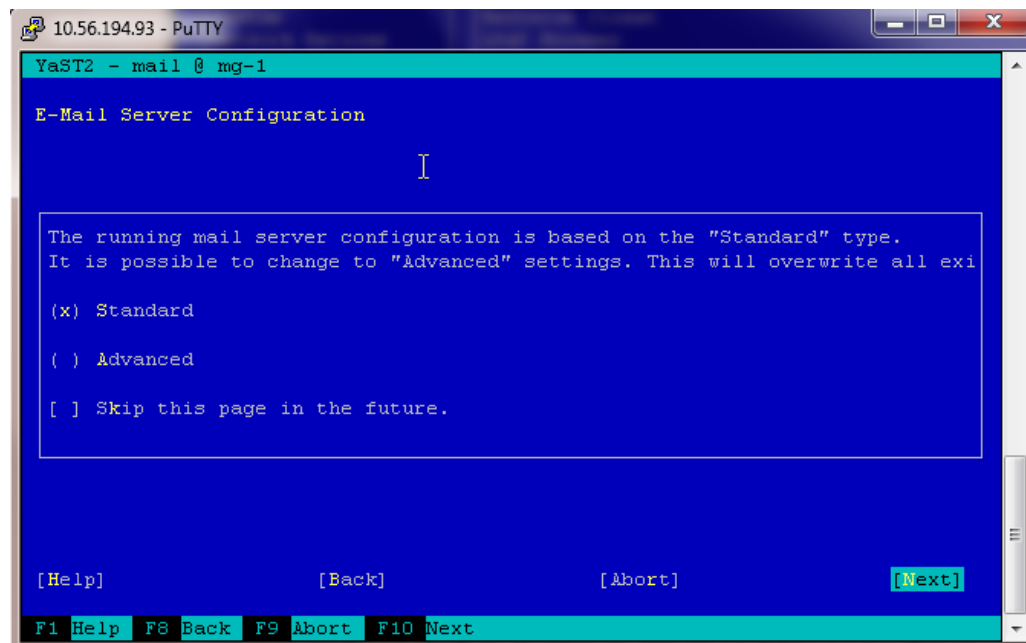 10.56.194.93 - PuTTY
YaST2 - mail @ mg-1
E-Mail Server Configuration
The running mail server configuration is based on the "Standard" type.
It is possible to change to "Advanced" settings. This will overwrite all exi
(x) Standard
( ) Advanced
[ ] Skip this page in the future.
[Help] [Back] [Abort] [Next]
F1 Help F8 Back F9 Abort F10 Next